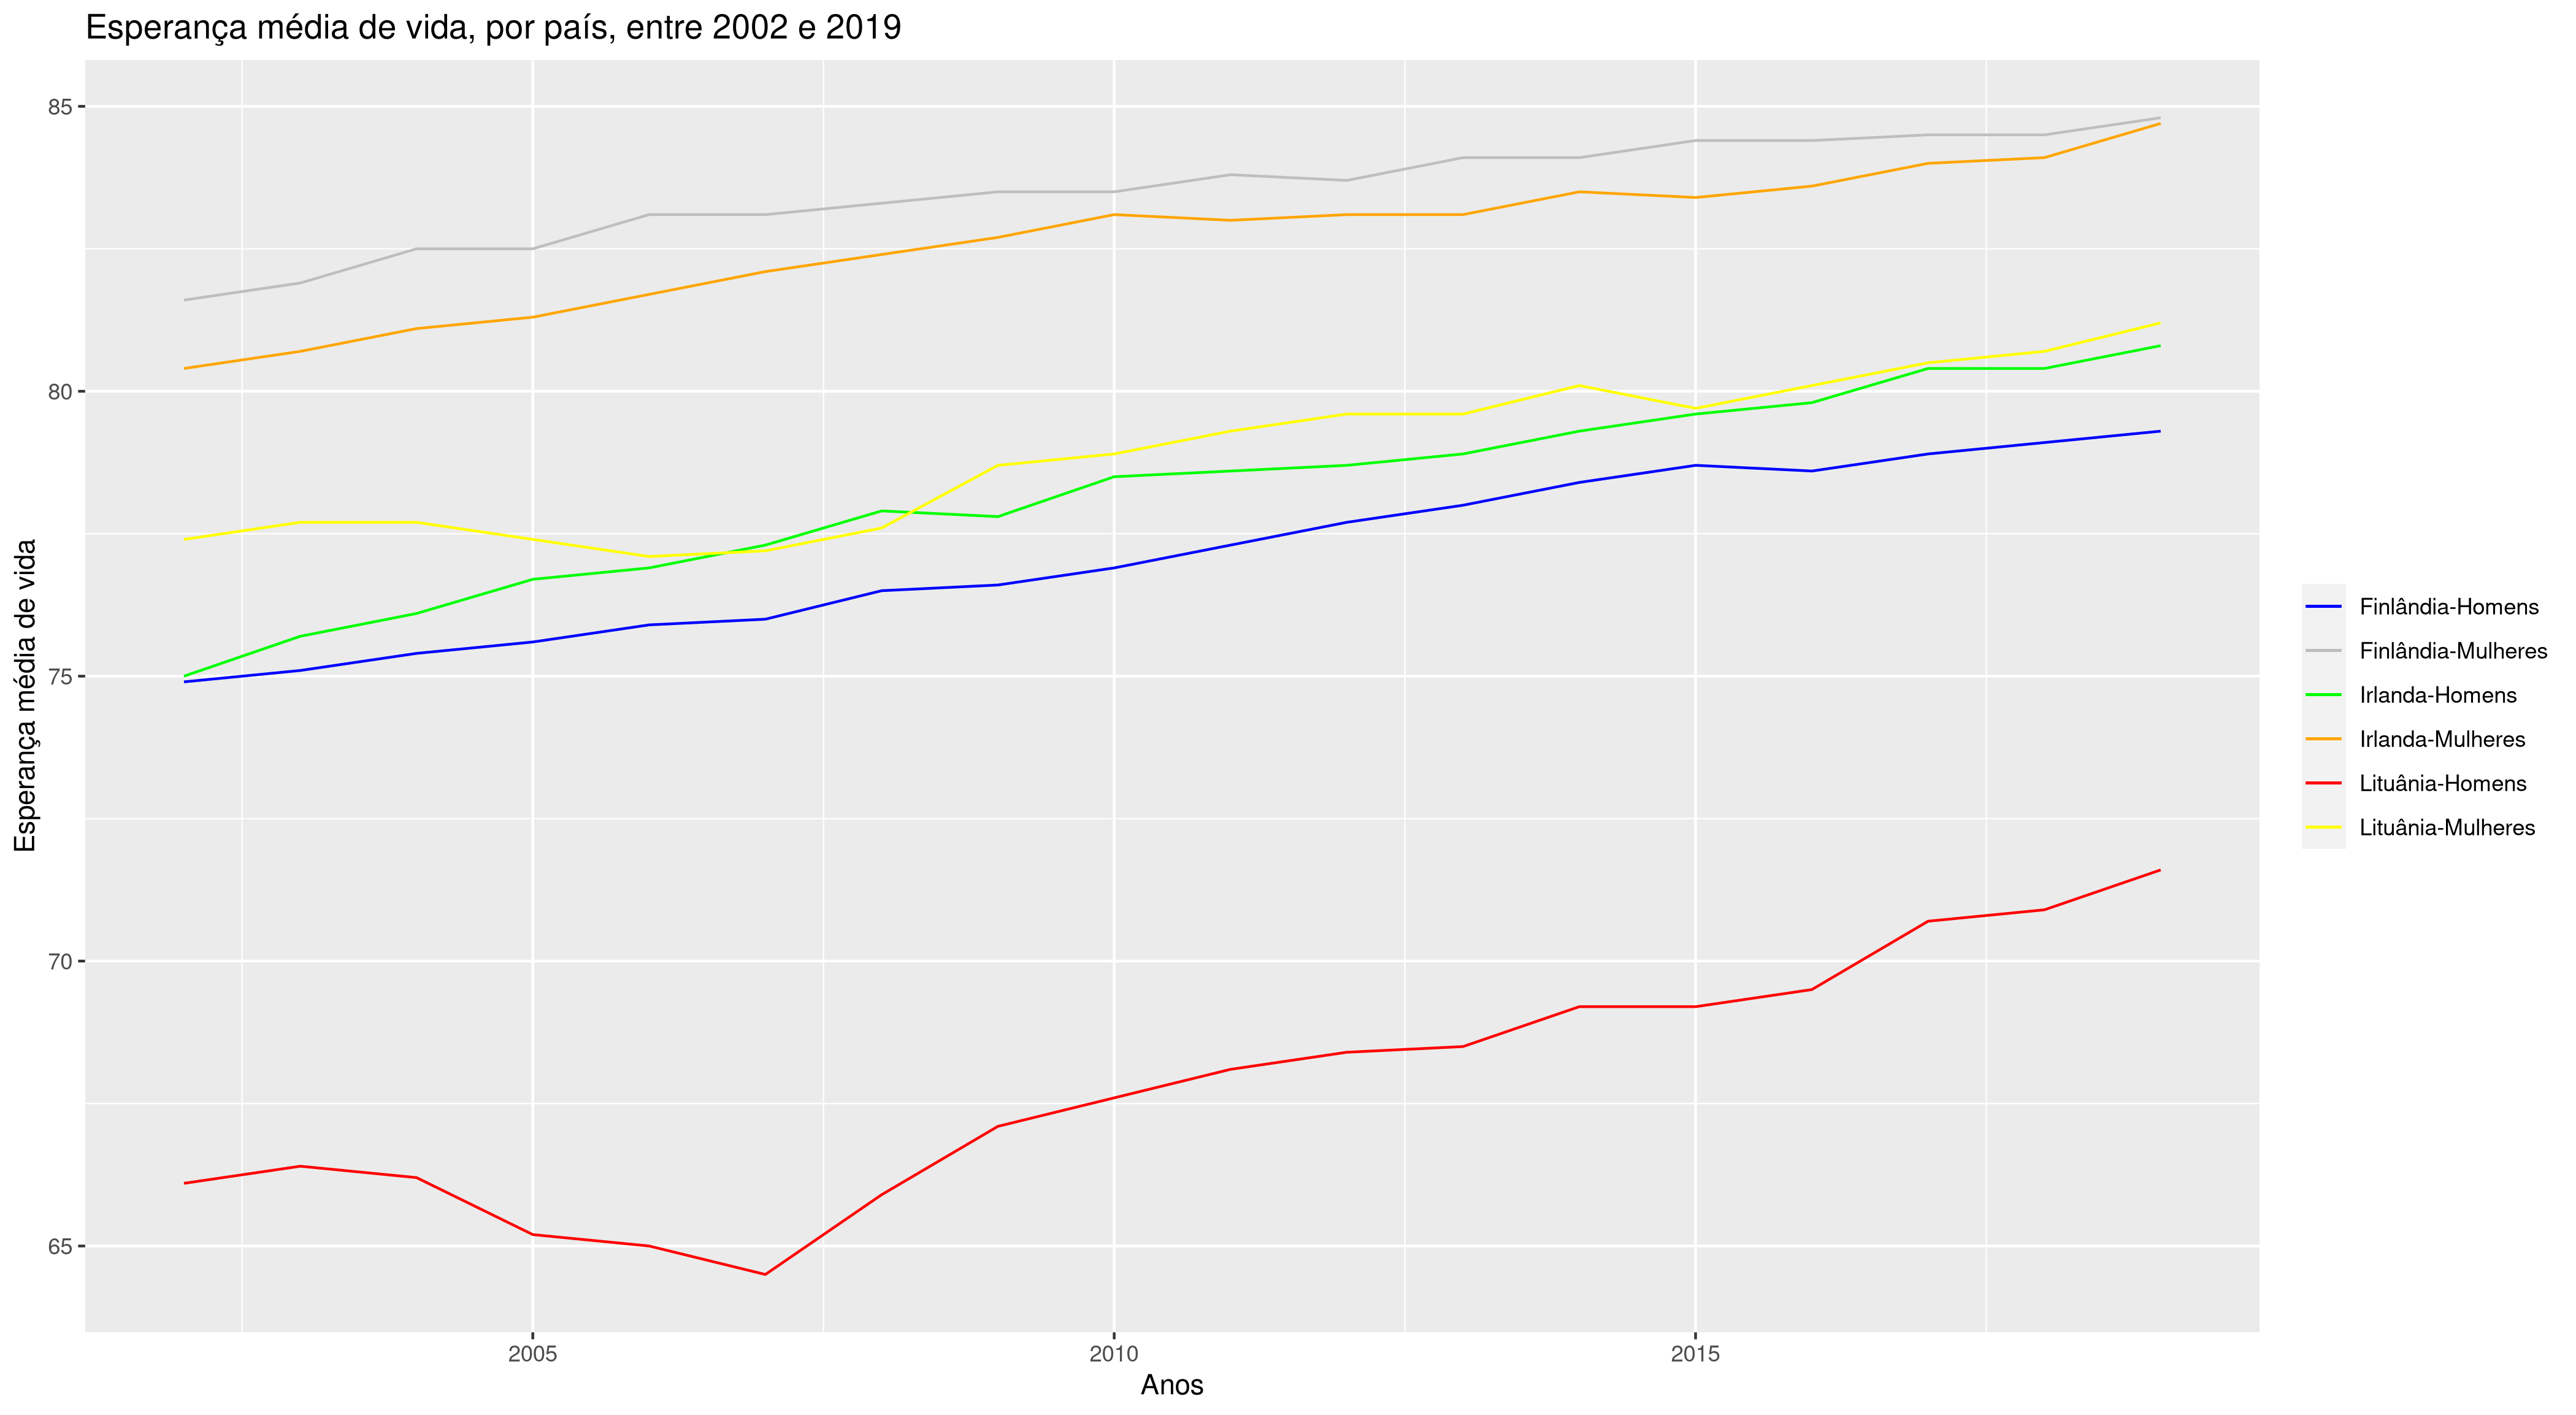 Esperança média de vida, por país, entre 2002 e 2019
Esperança média de vida
85
80
75
70
65
2005
2010
2015
Anos
Finlândia-Homens
Finlândia-Mulheres
Irlanda-Homens
Irlanda-Mulheres
Lituânia-Homens
Lituânia-Mulheres